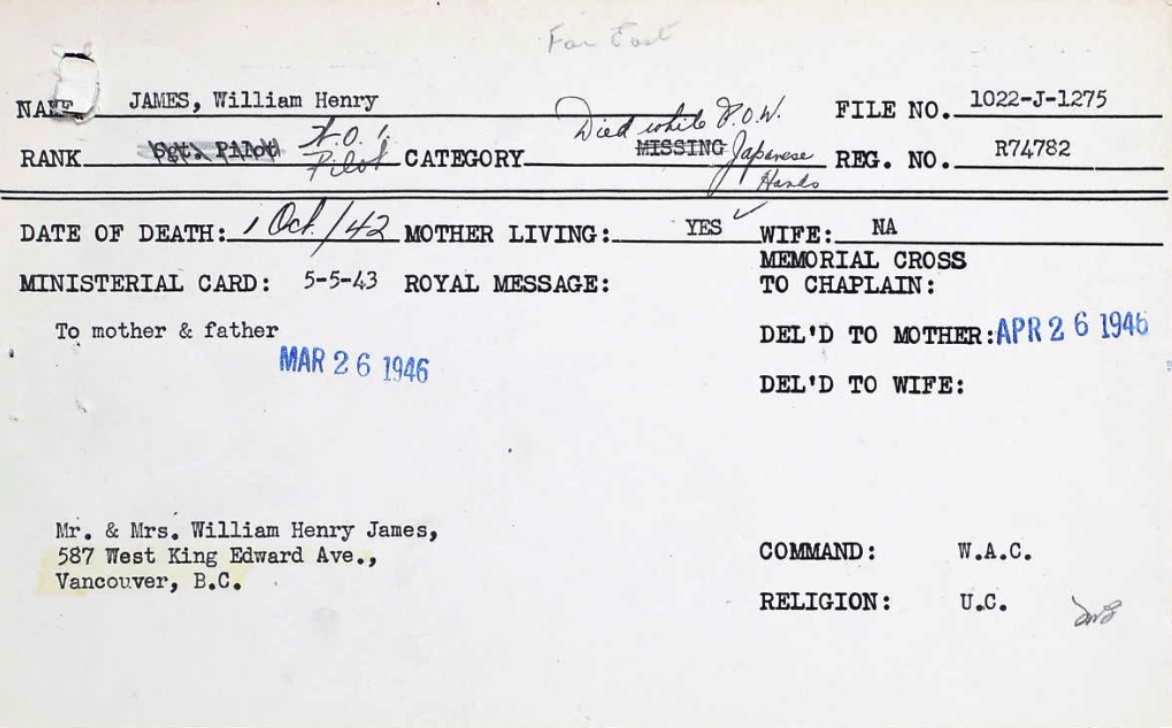 Far East
NAME JAMES, William Henry Died while P.O.W. FILE NO. 1022-J-1275
RANK Sgt. Pilot W.O.1. Pilot CATEGORY MISSING Japanese Hands REG. NO. R74782
DATE OF DEATH: 1 Oct./42 MOTHER LIVING: YES ✓ WIFE: NA
MEMORIAL CROSS
MINISTERIAL CARD: 5-5-43 ROYAL MESSAGE: TO CHAPLAIN:
To mother & father DEL'D TO MOTHER: APR 26 1946
MAR 26 1946
DEL'D TO WIFE:
Mr. & Mrs. William Henry James,
587 West King Edward Ave., COMMAND: W.A.C.
Vancouver, B.C.
RELIGION: U.C.